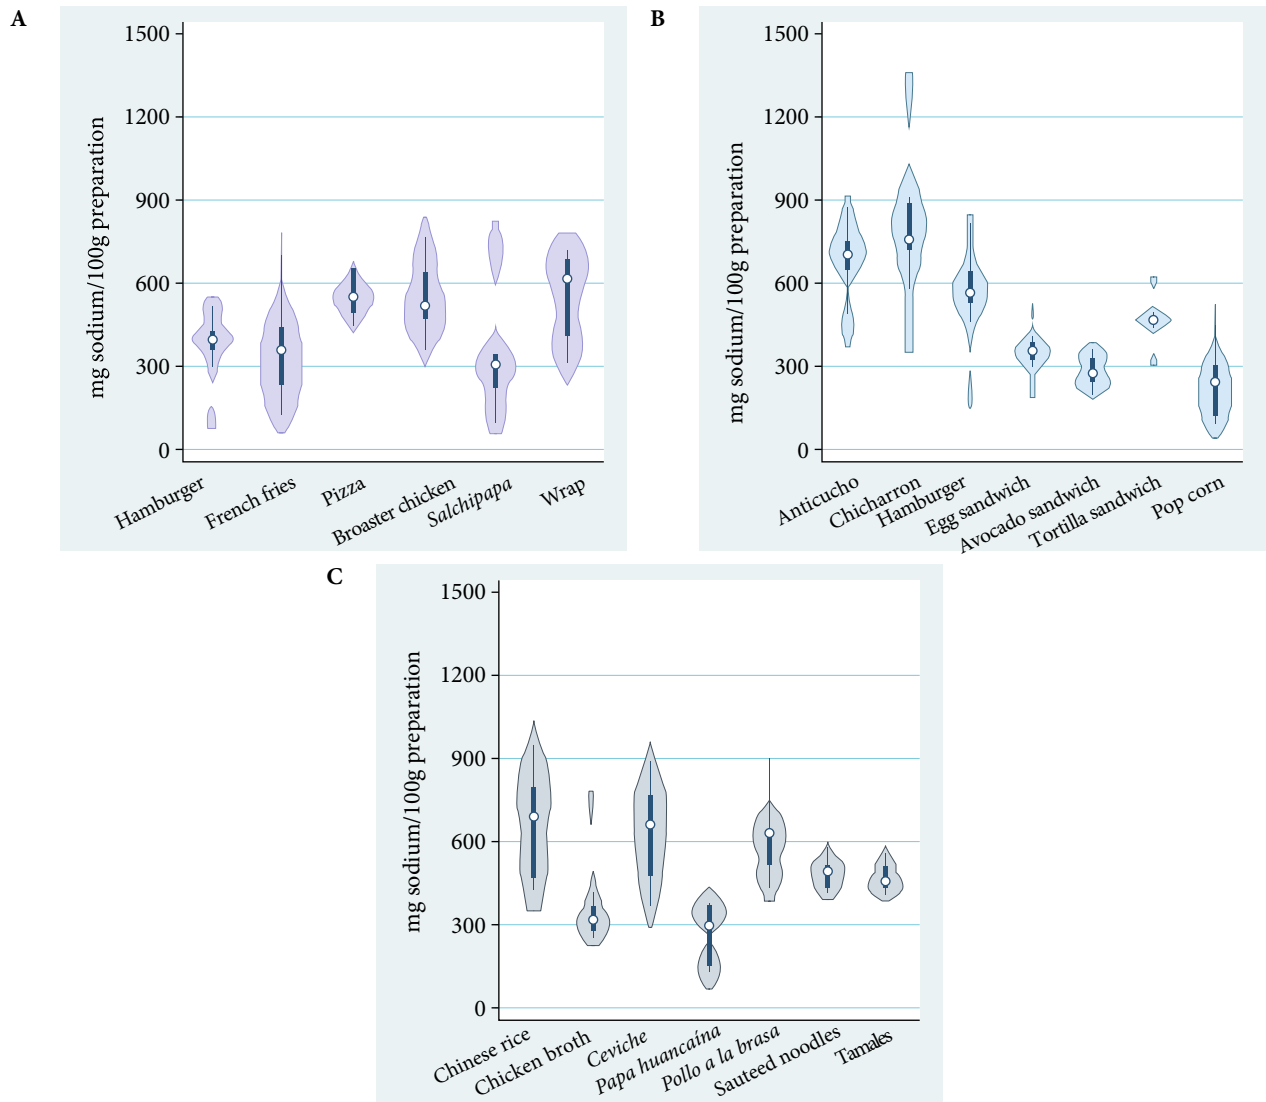 A
mg sodium/100g preparation
1500
1200
900
600
300
0
Hamburger
French fries
Pizza
Broaster chicken
Salchipapa
Wrap
B
mg sodium/100g preparation
1500
1200
900
600
300
0
Anticucho
Chicharron
Hamburger
Egg sandwich
Avocado sandwich
Tortilla sandwich
Pop corn
C
mg sodium/100g preparation
1500
1200
900
600
300
0
Chinese rice
Chicken broth
Ceviche
Papa huancaína
Pollo a la brasa
Sauteed noodles
Tamales